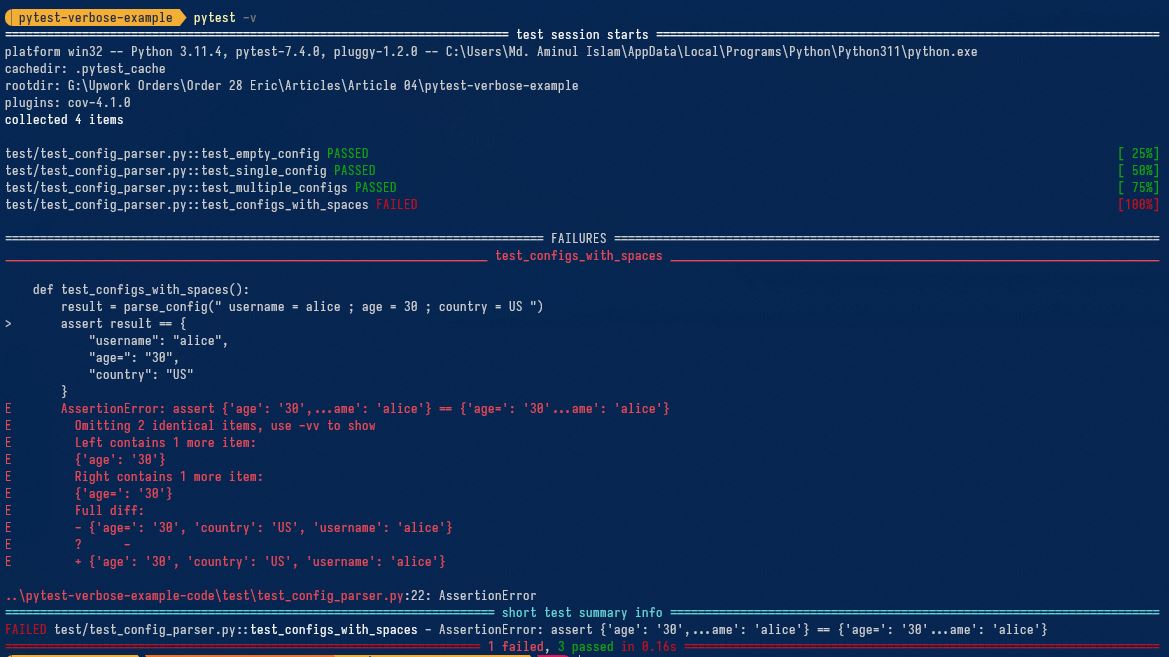 pytest-verbose-example pytest -v
test session starts
platform win32 -- Python 3.11.4, pytest-7.4.0, pluggy-1.2.0 -- C:\Users\Md. Aminul Islam\AppData\Local\Programs\Python\Python311\python.exe
cachedir: .pytest_cache
rootdir: G:\Upwork Orders\Order 28 Eric\Articles\Article 04\pytest-verbose-example
plugins: cov-4.1.0
collected 4 items
test/test_config_parser.py::test_empty_config PASSED [ 25%]
test/test_config_parser.py::test_single_config PASSED [ 50%]
test/test_config_parser.py::test_multiple_configs PASSED [ 75%]
test/test_config_parser.py::test_configs_with_spaces FAILED [100%]
FAILURES
test_configs_with_spaces
def test_configs_with_spaces():
result = parse_config(" username = alice ; age = 30 ; country = US ")
> assert result == {
"username": "alice",
"age=": "30",
"country": "US"
}
E AssertionError: assert {'age': '30',...ame': 'alice'} == {'age=': '30'...ame': 'alice'}
E Omitting 2 identical items, use -vv to show
E Left contains 1 more item:
E {'age': '30'}
E Right contains 1 more item:
E {'age=': '30'}
E Full diff:
E - {'age=': '30', 'country': 'US', 'username': 'alice'}
E ? -
E + {'age': '30', 'country': 'US', 'username': 'alice'}
..\pytest-verbose-example-code\test\test_config_parser.py:22: AssertionError
short test summary info
FAILED test/test_config_parser.py::test_configs_with_spaces - AssertionError: assert {'age': '30',...ame': 'alice'} == {'age=': '30'...ame': 'alice'}
1 failed, 3 passed in 0.16s